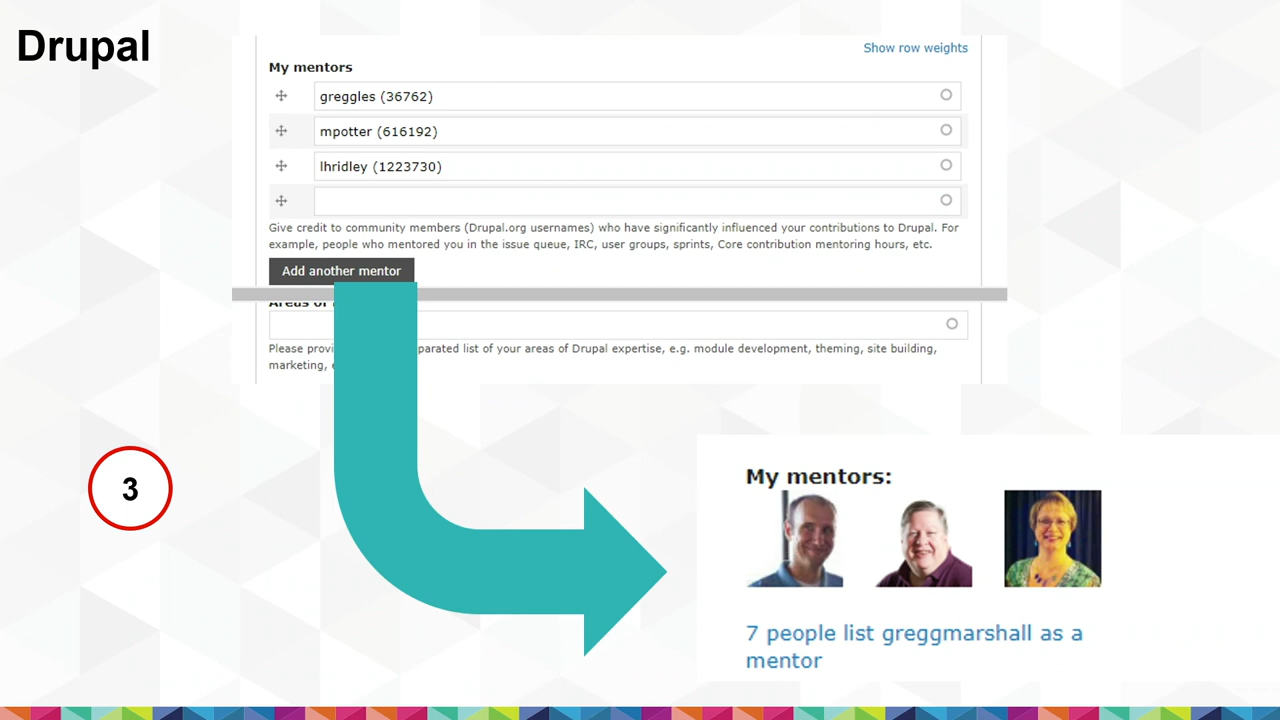 Drupal
Show row weights
My mentors
greggles (36762)
mpotter (616192)
lhridley (1223730)
Give credit to community members (Drupal.org usernames) who have significantly influenced your contributions to Drupal. For
example, people who mentored you in the issue queue, IRC, user groups, sprints, Core contribution mentoring hours, etc.
Add another mentor
Areas of
Please provi parated list of your areas of Drupal expertise, e.g. module development, theming, site building,
marketing, e
3
My mentors:
7 people list greggmarshall as a
mentor